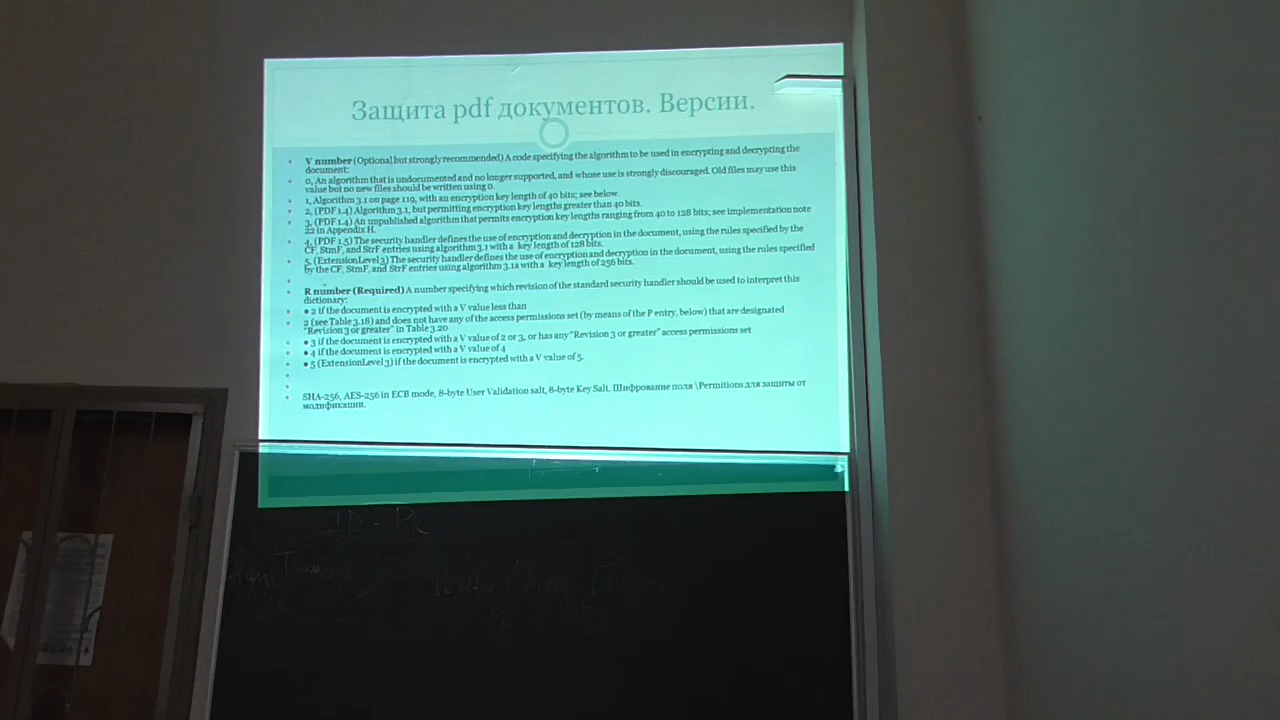 Защита pdf документов. Версии.
V number (Optional but strongly recommended) A code specifying the algorithm to be used in encrypting and decrypting the
document:
0, An algorithm that is undocumented and no longer supported, and whose use is strongly discouraged. Old files may use this
value but no new files should be written using 0.
1, Algorithm 3.1 on page 119, with an encryption key length of 40 bits; see below.
2, (PDF 1.4) Algorithm 3.1, but permitting encryption key lengths greater than 40 bits.
3, (PDF 1.4) An unpublished algorithm that permits encryption key lengths ranging from 40 to 128 bits; see implementation note
22 in Appendix H.
4, (PDF 1.5) The security handler defines the use of encryption and decryption in the document, using the rules specified by the
CF, StmF, and StrF entries using algorithm 3.1 with a key length of 128 bits.
5, (ExtensionLevel 3) The security handler defines the use of encryption and decryption in the document, using the rules specified
by the CF, StmF, and StrF entries using algorithm 3.1a with a key length of 256 bits.
R number (Required) A number specifying which revision of the standard security handler should be used to interpret this
dictionary:
• 2 if the document is encrypted with a V value less than
2 (see Table 3.18) and does not have any of the access permissions set (by means of the P entry, below) that are designated
"Revision 3 or greater" in Table 3.20
• 3 if the document is encrypted with a V value of 2 or 3, or has any "Revision 3 or greater" access permissions set
• 4 if the document is encrypted with a V value of 4
• 5 (ExtensionLevel 3) if the document is encrypted with a V value of 5.
SHA-256, AES-256 in ECB mode, 8-byte User Validation salt, 8-byte Key Salt. Шифрование поля \Permitions для защиты от
модификации.